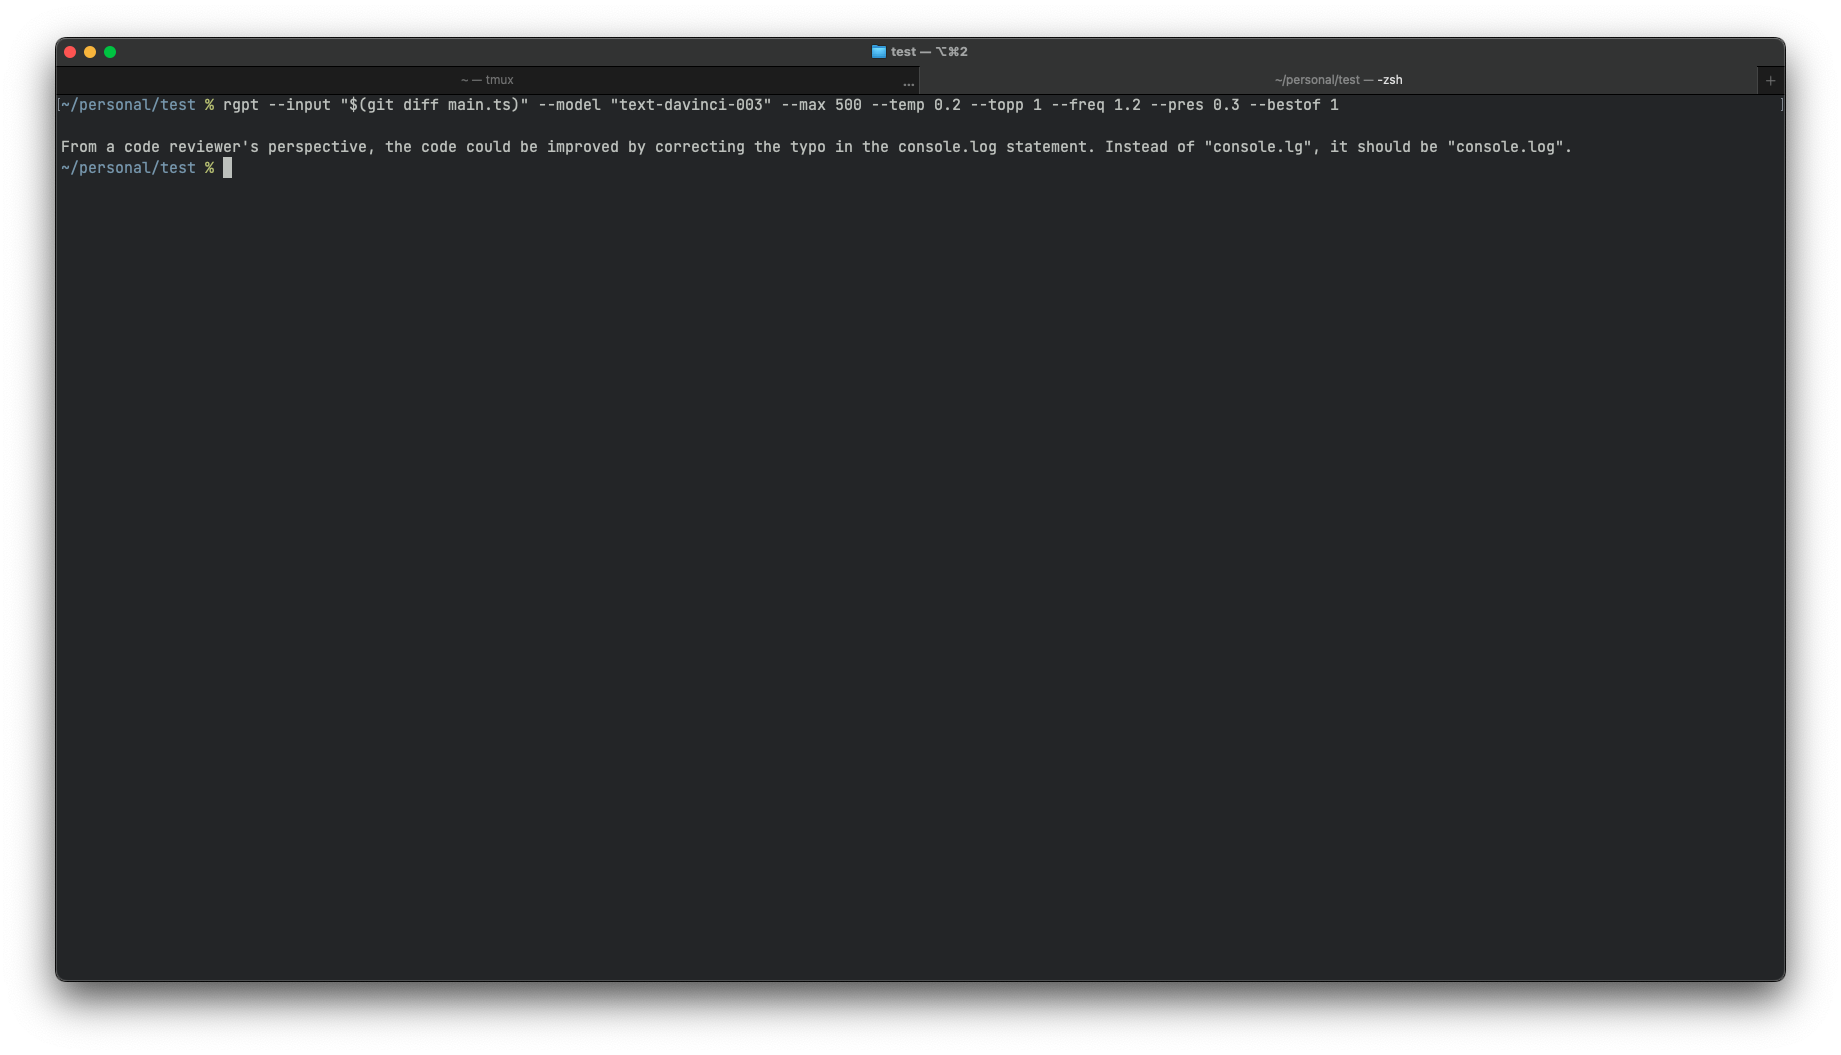 test — ⌥⌘2
~ — tmux
...
~/personal/test — -zsh
+
[~/personal/test % rgpt --input "$(git diff main.ts)" --model "text-davinci-003" --max 500 --temp 0.2 --topp 1 --freq 1.2 --pres 0.3 --bestof 1 ]
From a code reviewer's perspective, the code could be improved by correcting the typo in the console.log statement. Instead of "console.lg", it should be "console.log".
~/personal/test %